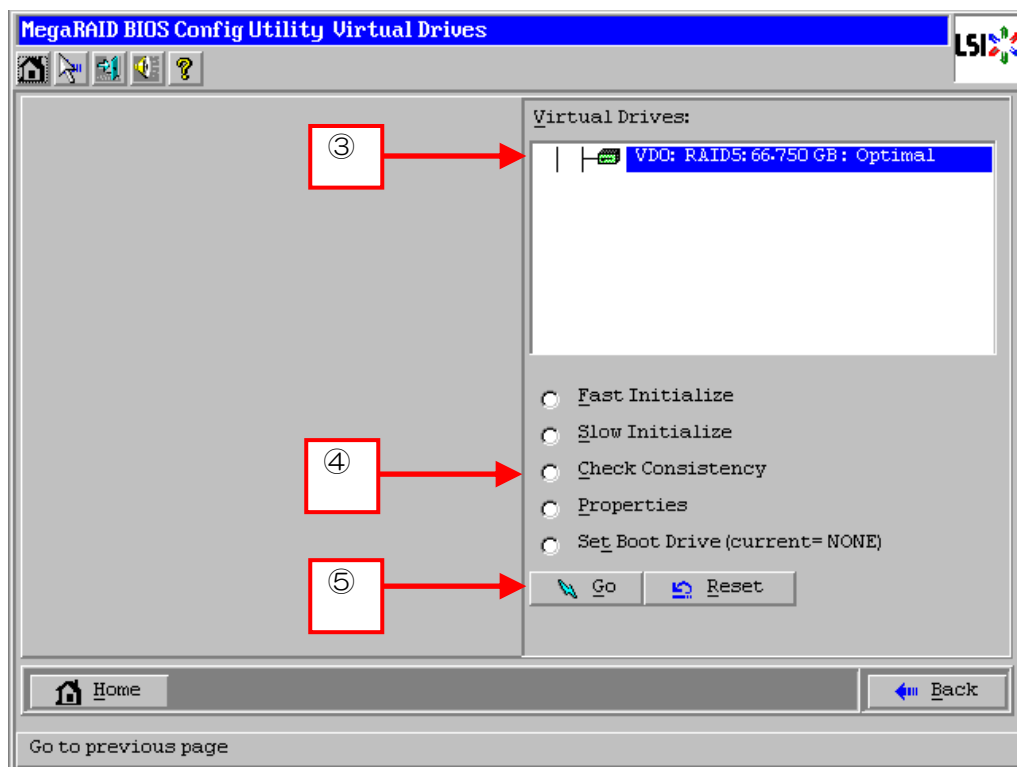 MegaRAID BIOS Config Utility Virtual Drives
LSI
Virtual Drives:
③
VD0: RAID5: 66.750 GB: Optimal
Fast Initialize
Slow Initialize
④
Check Consistency
Properties
Set Boot Drive (current= NONE)
⑤
Go
Reset
Home
Back
Go to previous page